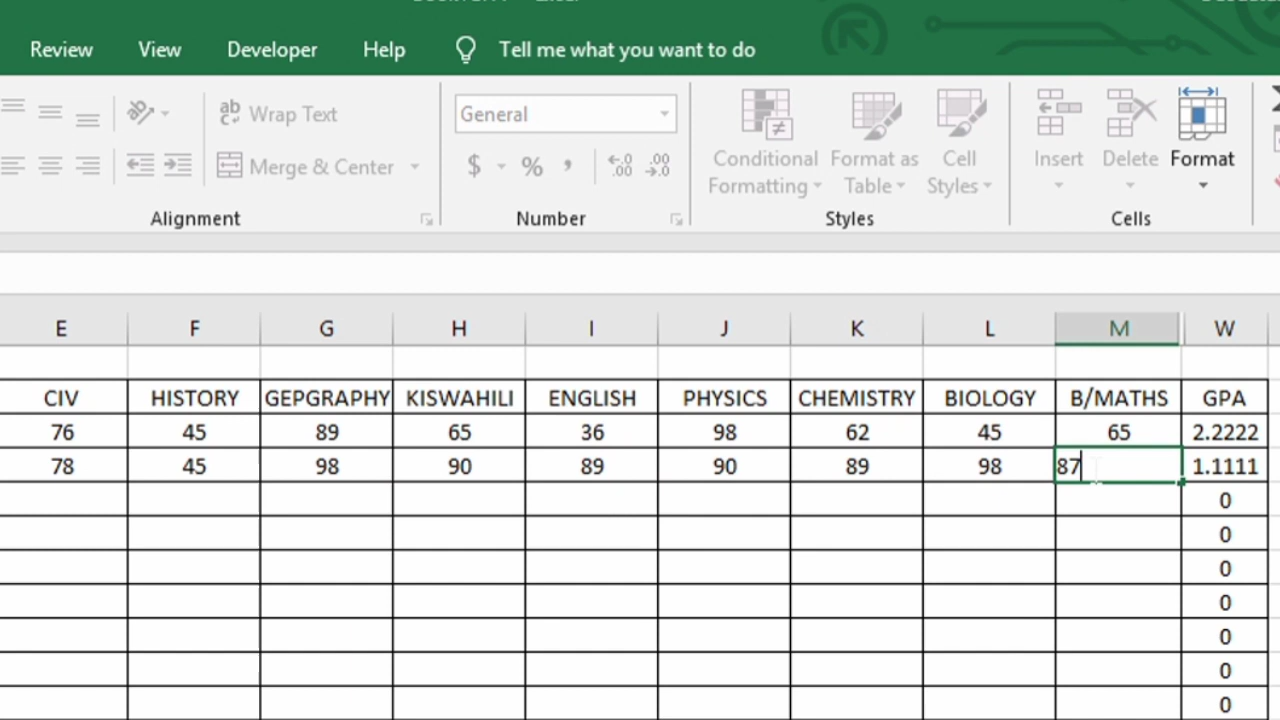 Review View Developer Help Tell me what you want to do
ab Wrap Text General
Conditional Format as Cell Insert Delete Format
Merge & Center $ % , .00 .00
Formatting Table Styles
Alignment Number Styles Cells
E F G H I J K L M W
CIV HISTORY GEPGRAPHY KISWAHILI ENGLISH PHYSICS CHEMISTRY BIOLOGY B/MATHS GPA
76 45 89 65 36 98 62 45 65 2.2222
78 45 98 90 89 90 89 98 87 1.1111
0
0
0
0
0
0
0